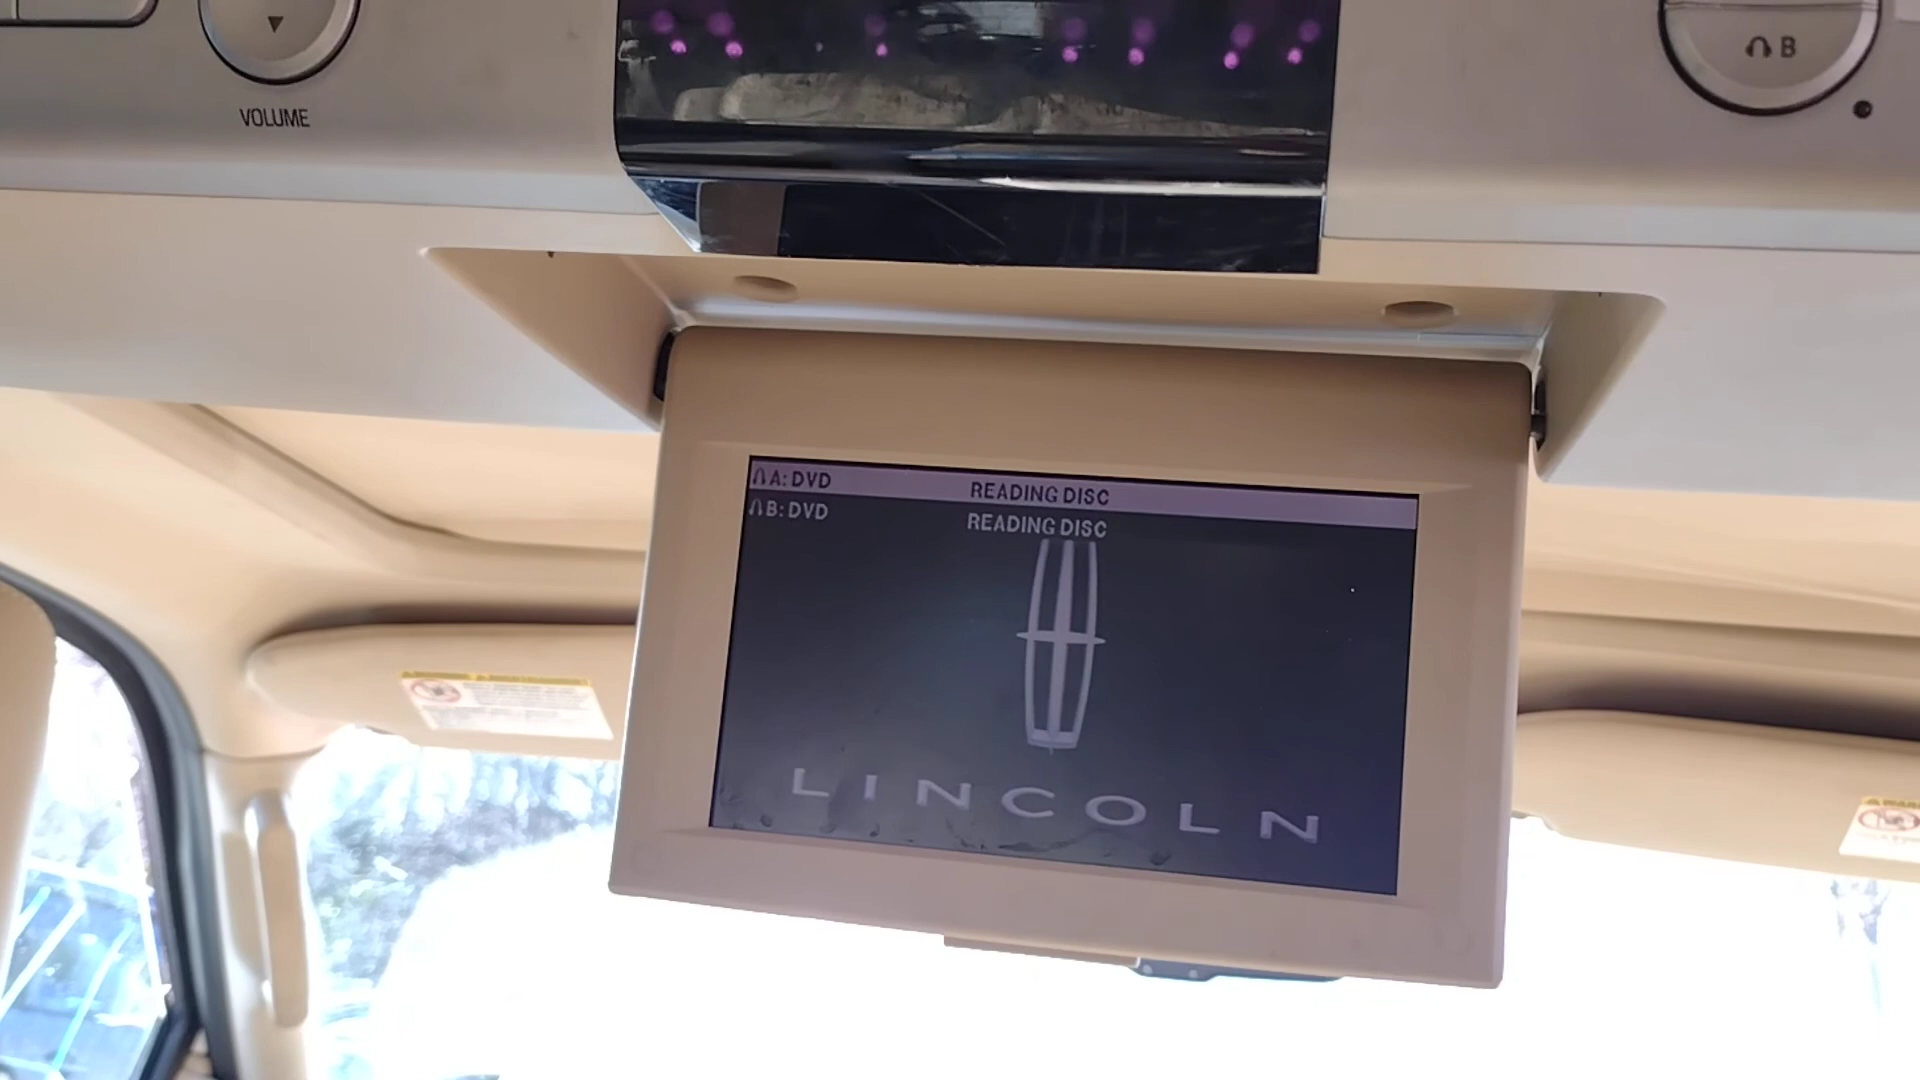 B
VOLUME
A: DVD READING DISC
B: DVD READING DISC
LINCOLN